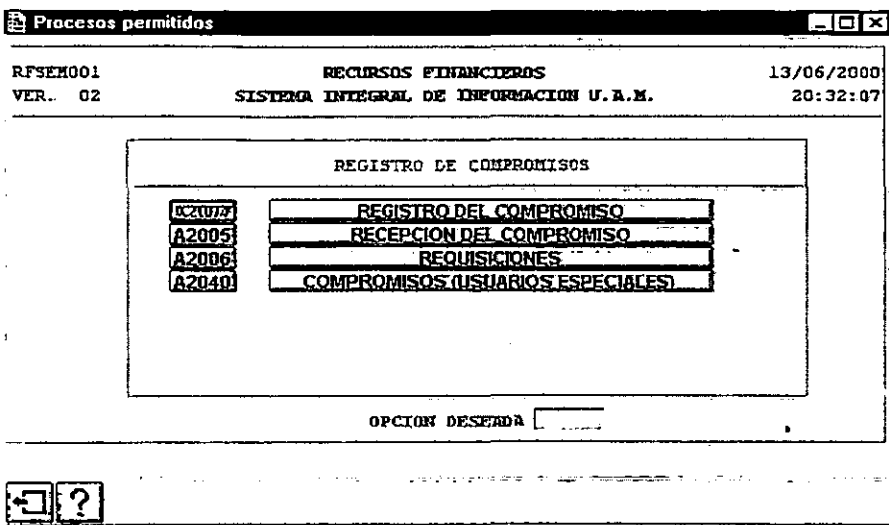 Procesos permitidos
RFSEM001 RECURSOS FINANCIEROS 13/06/2000
VER. 02 SISTEMA INTEGRAL DE INFORMACION U.A.M. 20:32:07
REGISTRO DE COMPROMISOS
REGISTRO DEL COMPROMISO
A2005 RECEPCION DEL COMPROMISO
A2006 REQUISICIONES
A2040 COMPROMISOS (USUARIOS ESPECIALES)
OPCION DESEADA
?